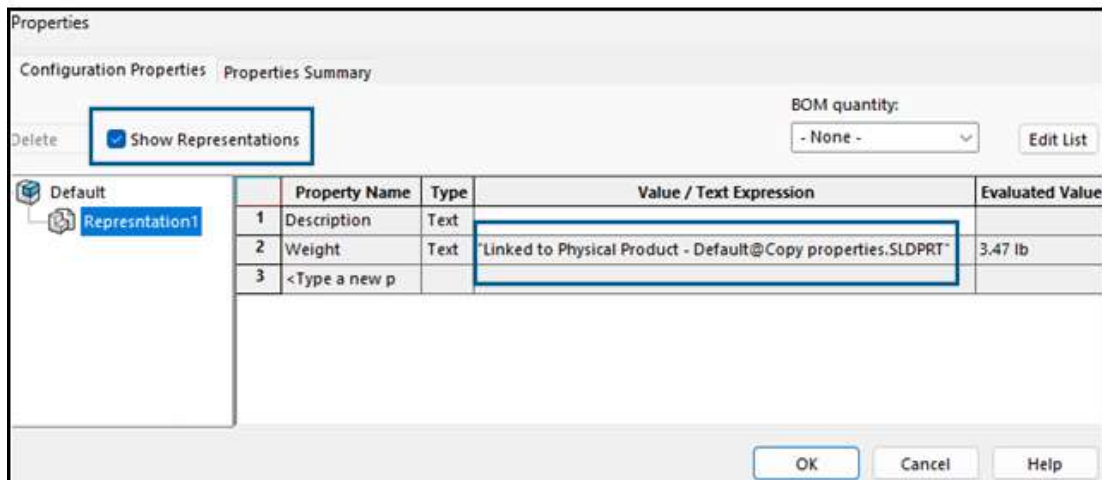 Properties
Configuration Properties Properties Summary
BOM quantity:
Delete Show Representations - None - Edit List
Default
Represntation1
Property Name Type Value / Text Expression Evaluated Value
1 Description Text
2 Weight Text "Linked to Physical Product - Default@Copy properties.SLDPRT" 3.47 lb
3 <Type a new p
OK Cancel Help